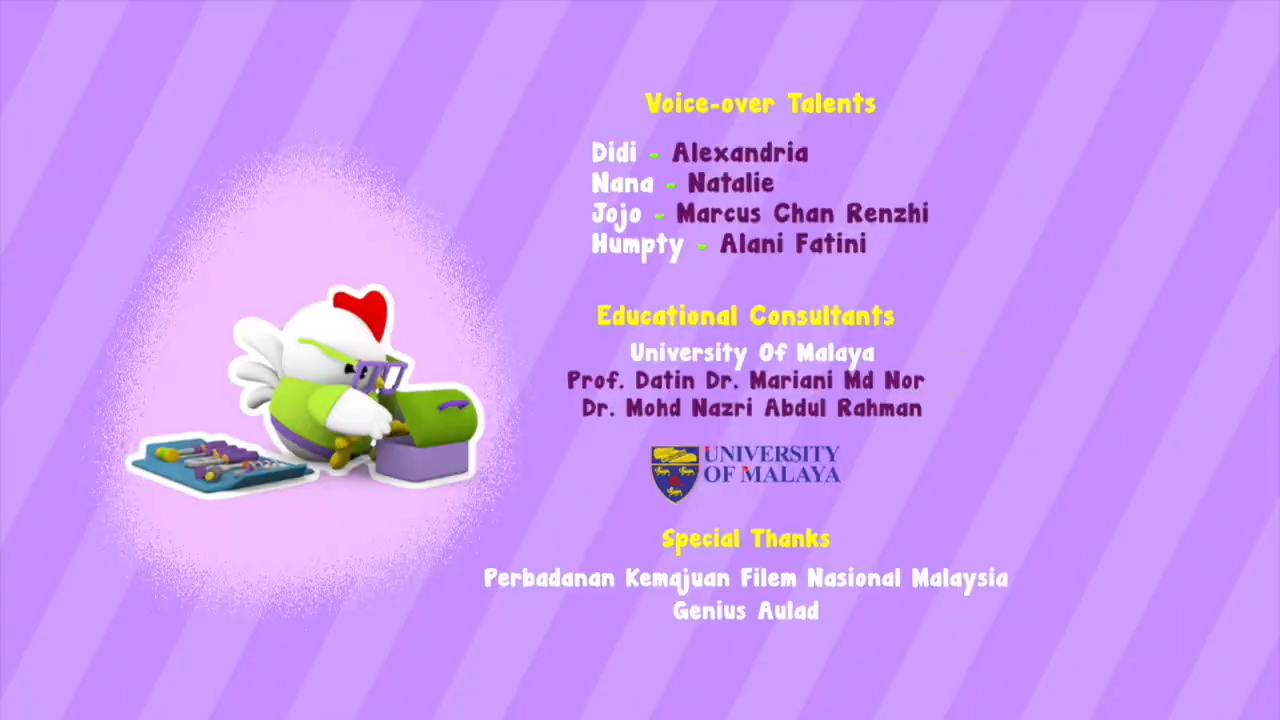 Voice-over Talents
Didi - Alexandria
Nana - Natalie
Jojo - Marcus Chan Renzhi
Humpty - Alani Fatini
Educational Consultants
University Of Malaya
Prof. Datin Dr. Mariani Md Nor
Dr. Mohd Nazri Abdul Rahman
UNIVERSITY
OF MALAYA
Special Thanks
Perbadanan Kemajuan Filem Nasional Malaysia
Genius Aulad